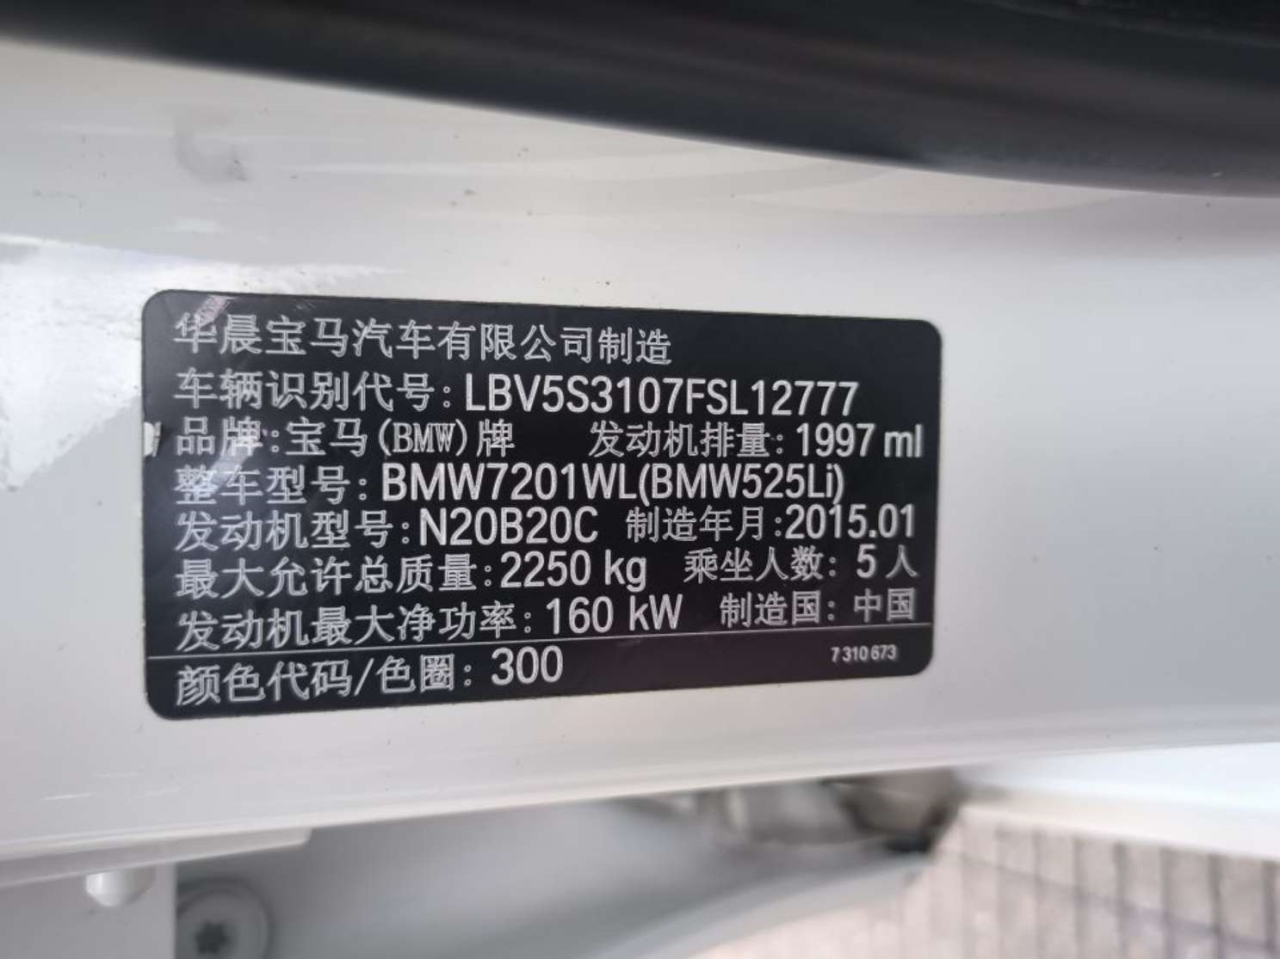 华晨宝马汽车有限公司制造
车辆识别代号: LBV5S3107FSL12777
品牌:宝马(BMW)牌 发动机排量: 1997 ml
整车型号: BMW7201WL(BMW525Li)
发动机型号: N20B20C 制造年月:2015.01
最大允许总质量: 2250 kg 乘坐人数: 5人
发动机最大净功率: 160 kW 制造国: 中国
颜色代码/色圈: 300 7 310 673